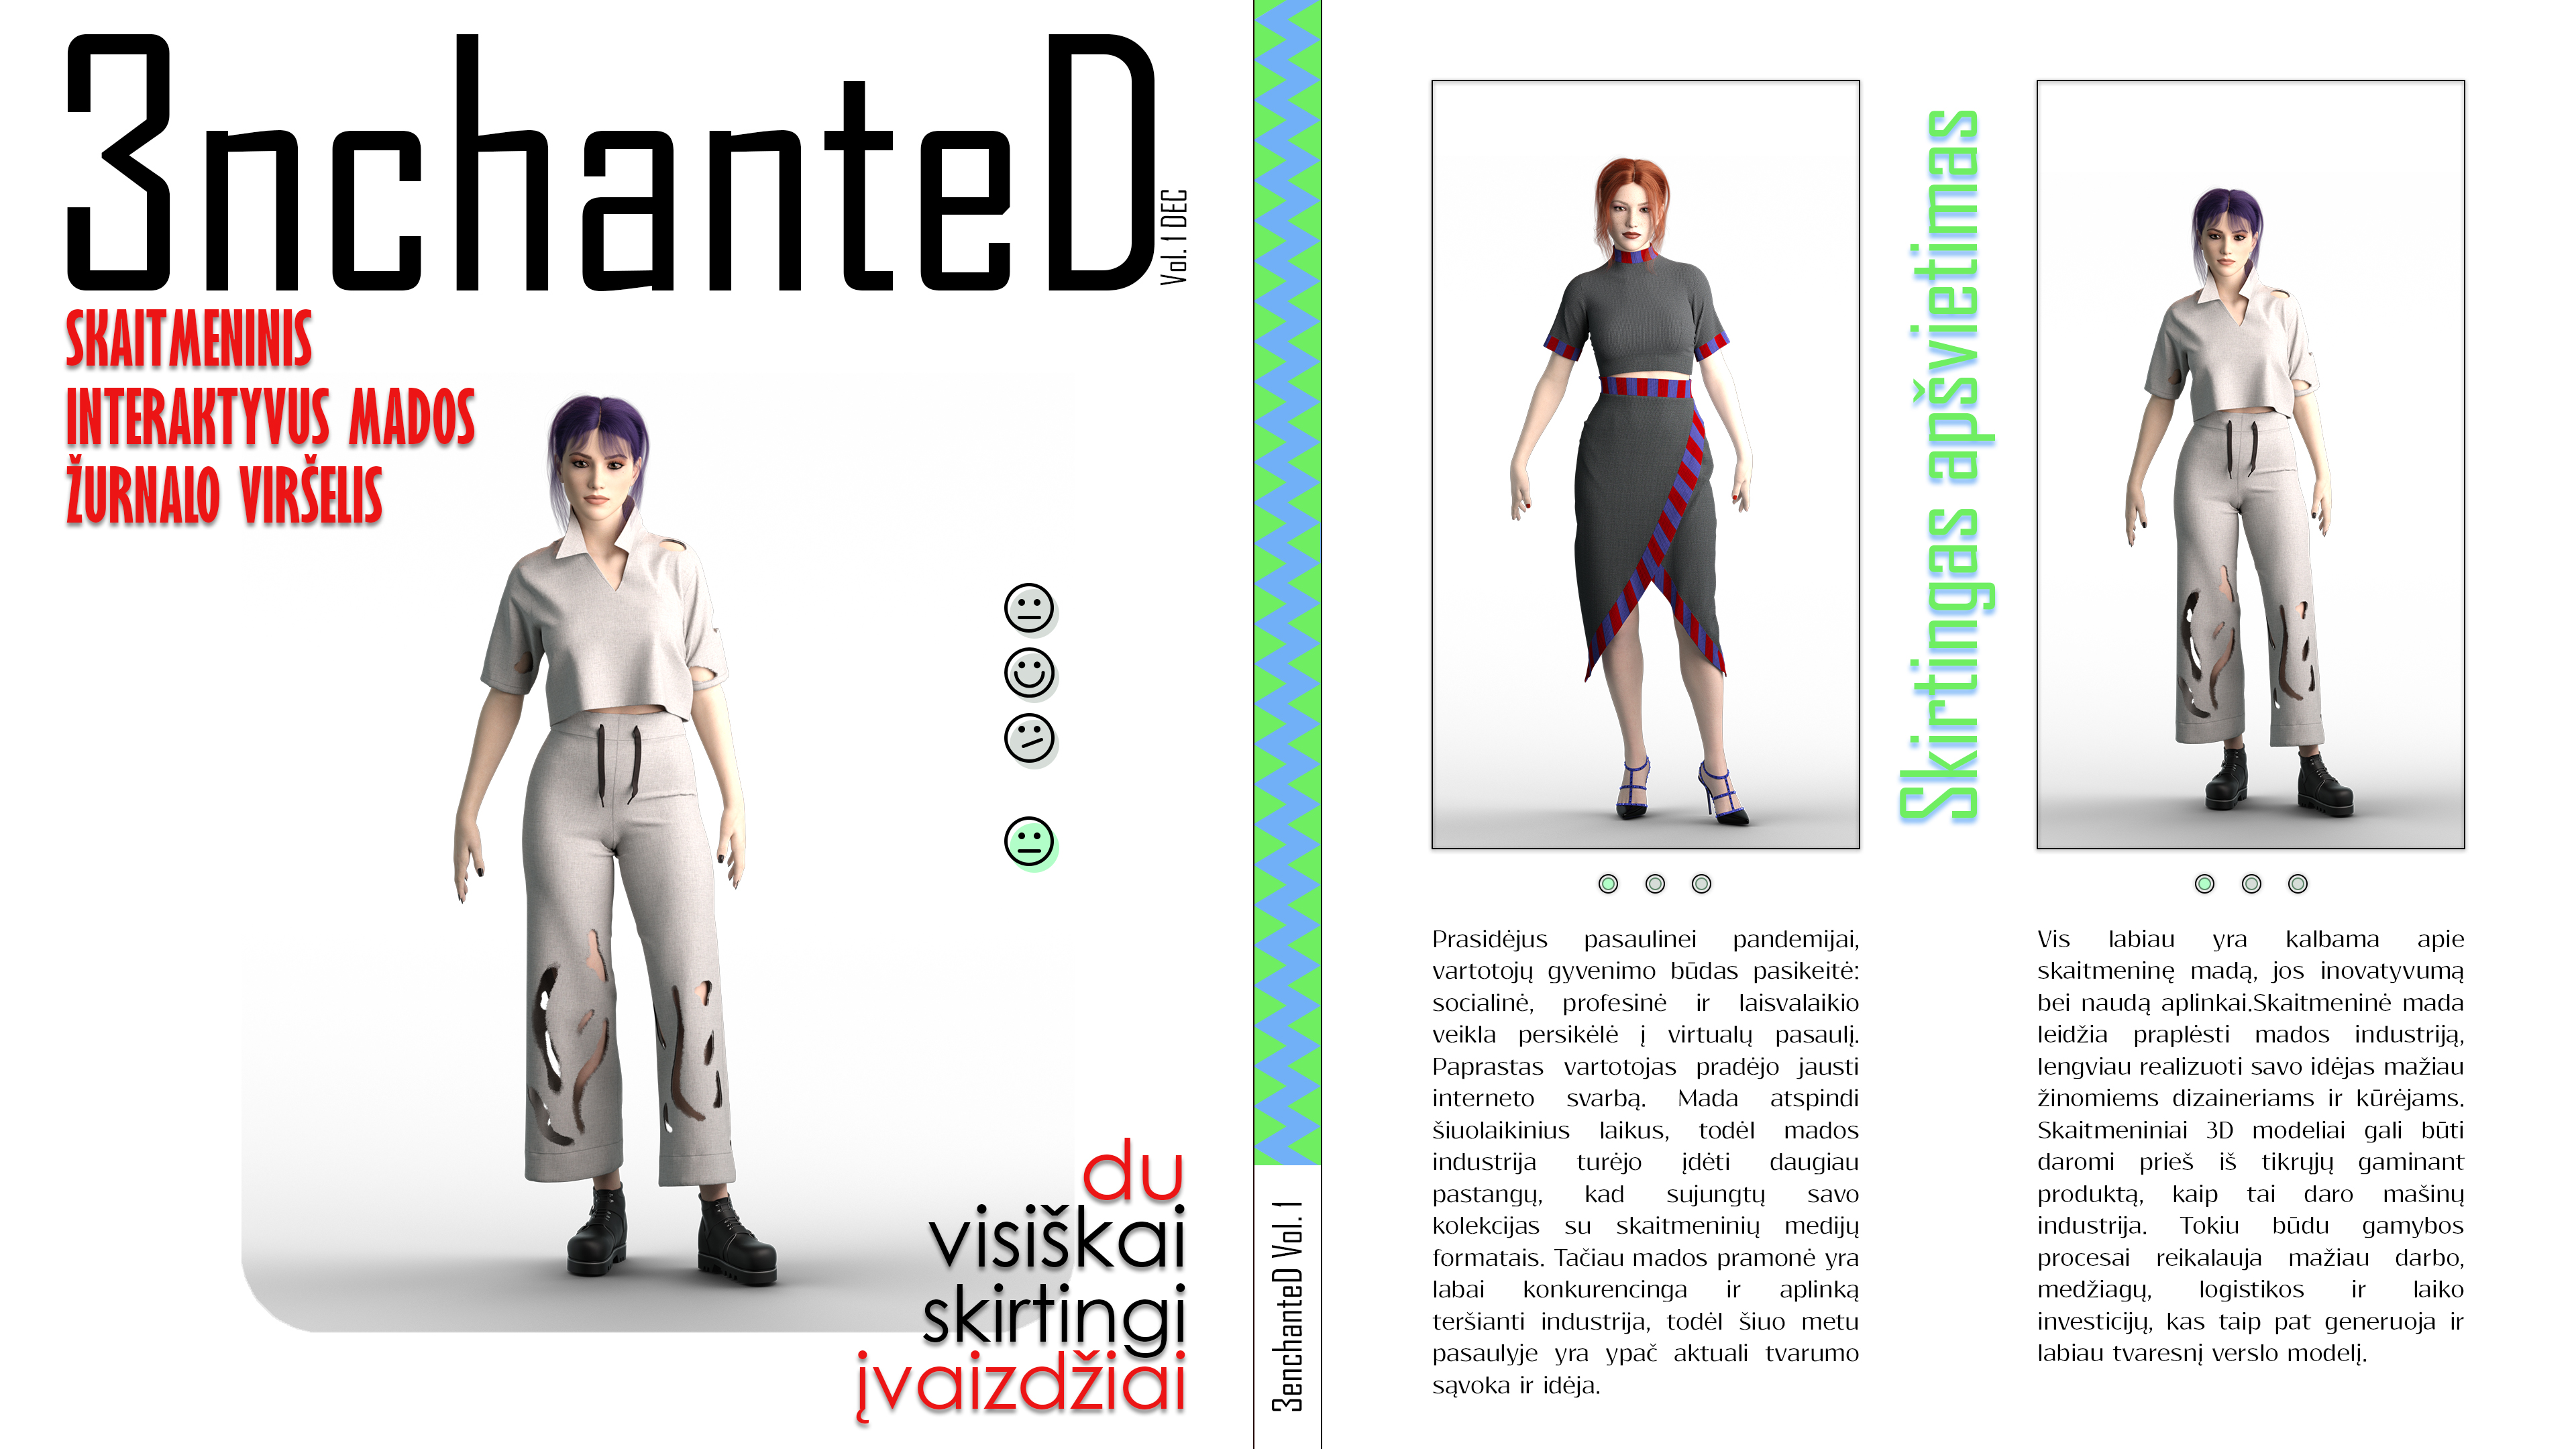 3nchanteD
Vol. 1 DEC
SKAITMENINIS
INTERAKTYVUS MADOS
ŽURNALO VIRŠELIS
du
visiškai
skirtingi
įvaizdžiai
3enchanteD Vol. 1
Skirtingas apšvietimas
Prasidėjus pasaulinei pandemijai,
vartotojų gyvenimo būdas pasikeitė:
socialinė, profesinė ir laisvalaikio
veikla persikėlė į virtualų pasaulį.
Paprastas vartotojas pradėjo jausti
interneto svarbą. Mada atspindi
šiuolaikinius laikus, todėl mados
industrija turėjo įdėti daugiau
pastangų, kad sujungtų savo
kolekcijas su skaitmeninių medijų
formatais. Tačiau mados pramonė yra
labai konkurencinga ir aplinką
teršianti industrija, todėl šiuo metu
pasaulyje yra ypač aktuali tvarumo
sąvoka ir idėja.
Vis labiau yra kalbama apie
skaitmeninę madą, jos inovatyvumą
bei naudą aplinkai.Skaitmeninė mada
leidžia praplėsti mados industriją,
lengviau realizuoti savo idėjas mažiau
žinomiems dizaineriams ir kūrėjams.
Skaitmeniniai 3D modeliai gali būti
daromi prieš iš tikrųjų gaminant
produktą, kaip tai daro mašinų
industrija. Tokiu būdu gamybos
procesai reikalauja mažiau darbo,
medžiagų, logistikos ir laiko
investicijų, kas taip pat generuoja ir
labiau tvaresnį verslo modelį.